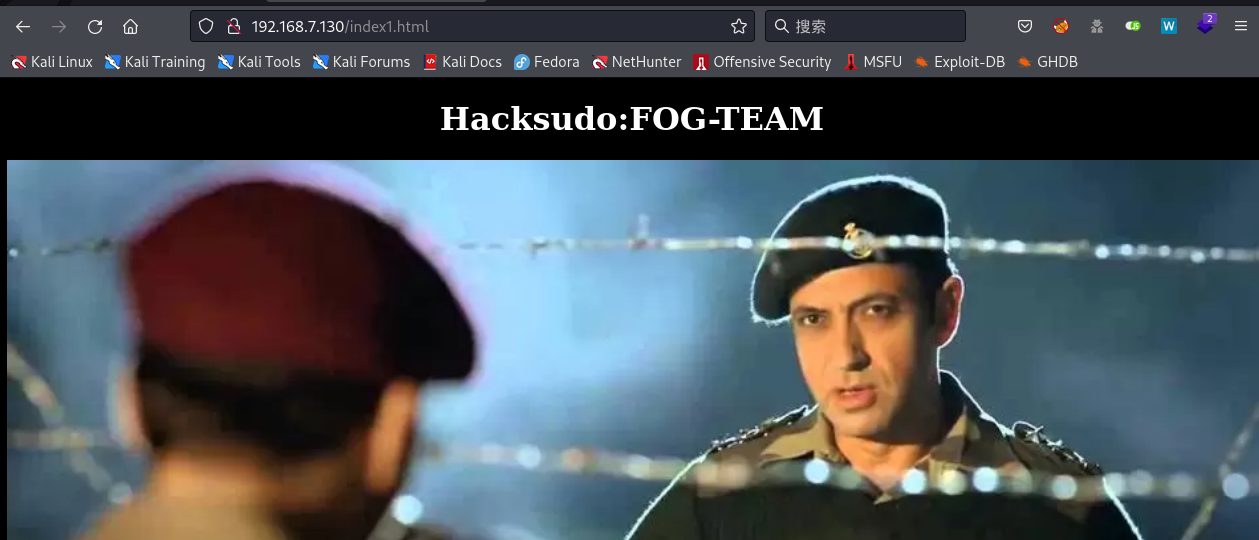 192.168.7.130/index1.html
搜索
JS
W
2
Kali Linux
Kali Training
Kali Tools
Kali Forums
Kali Docs
Fedora
NetHunter
Offensive Security
MSFU
Exploit-DB
GHDB
Hacksudo:FOG-TEAM